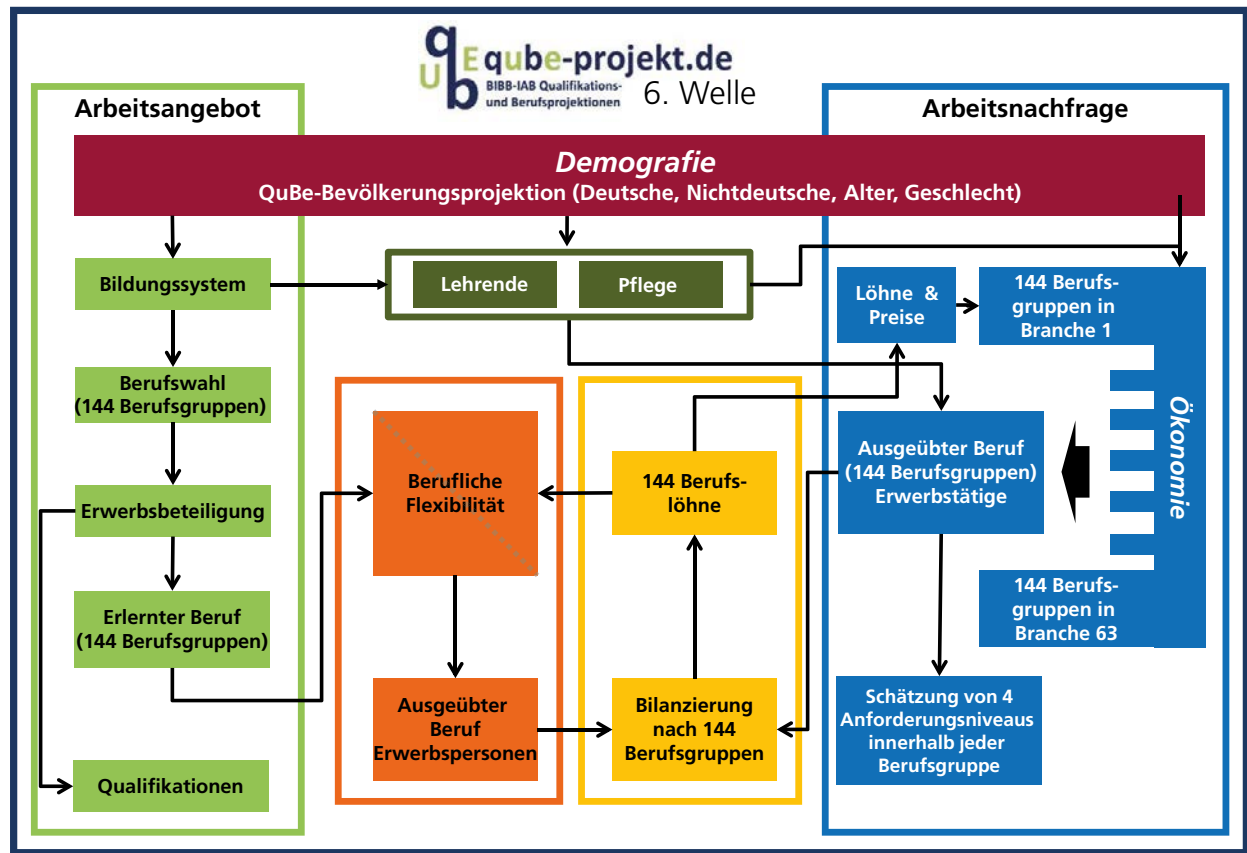 qube
qube-projekt.de
BIBB-IAB Qualifikations-
und Berufsprojektionen
6. Welle
Arbeitsangebot
Arbeitsnachfrage
Demografie
QuBe-Bevölkerungsprojektion (Deutsche, Nichtdeutsche, Alter, Geschlecht)
Bildungssystem
Lehrende
Pflege
Löhne & 
Preise
144 Berufs-
gruppen in
Branche 1
Berufswahl
(144 Berufsgruppen)
Berufliche
Flexibilität
144 Berufs-
löhne
Ausgeübter Beruf
(144 Berufsgruppen)
Erwerbstätige
Ökonomie
Erwerbsbeteiligung
Erlernter Beruf
(144 Berufsgruppen)
144 Berufs-
gruppen in
Branche 63
Ausgeübter
Beruf
Erwerbspersonen
Bilanzierung
nach 144
Berufsgruppen
Schätzung von 4
Anforderungsniveaus
innerhalb jeder
Berufsgruppe
Qualifikationen